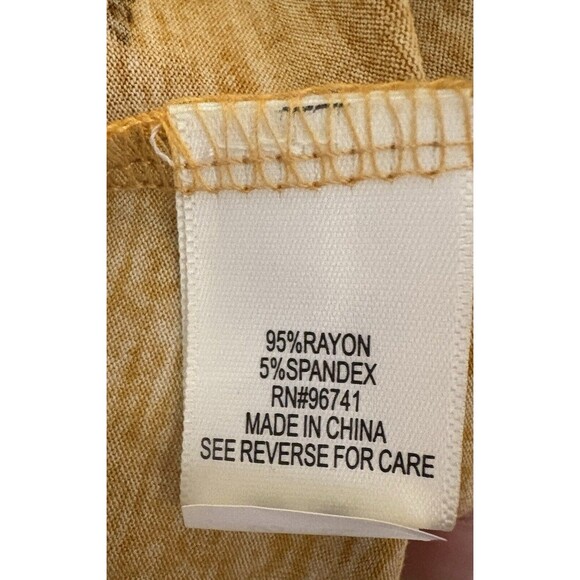 95%RAYON
5%SPANDEX
RN#96741
MADE IN CHINA
SEE REVERSE FOR CARE